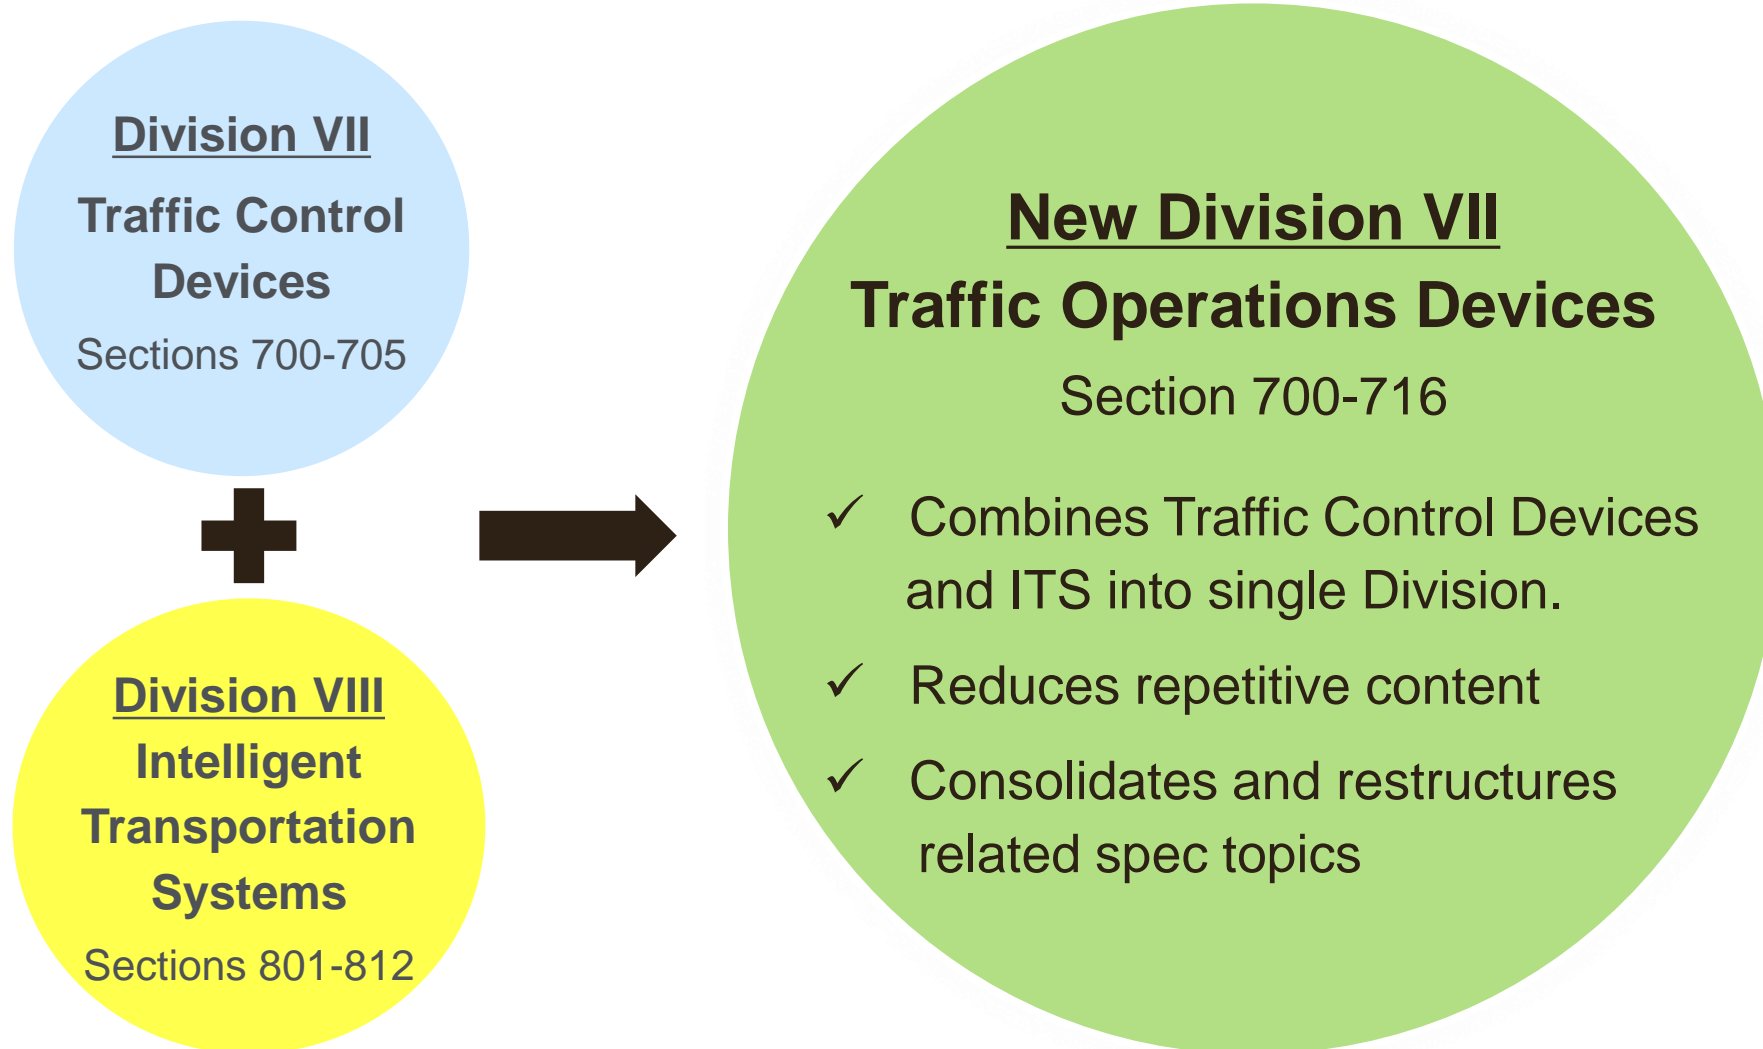 Division VII
Traffic Control
Devices
Sections 700-705
Division VIII
Intelligent
Transportation
Systems
Sections 801-812
New Division VII
Traffic Operations Devices
Section 700-716
✓ Combines Traffic Control Devices
and ITS into single Division.
✓ Reduces repetitive content
✓ Consolidates and restructures
related spec topics